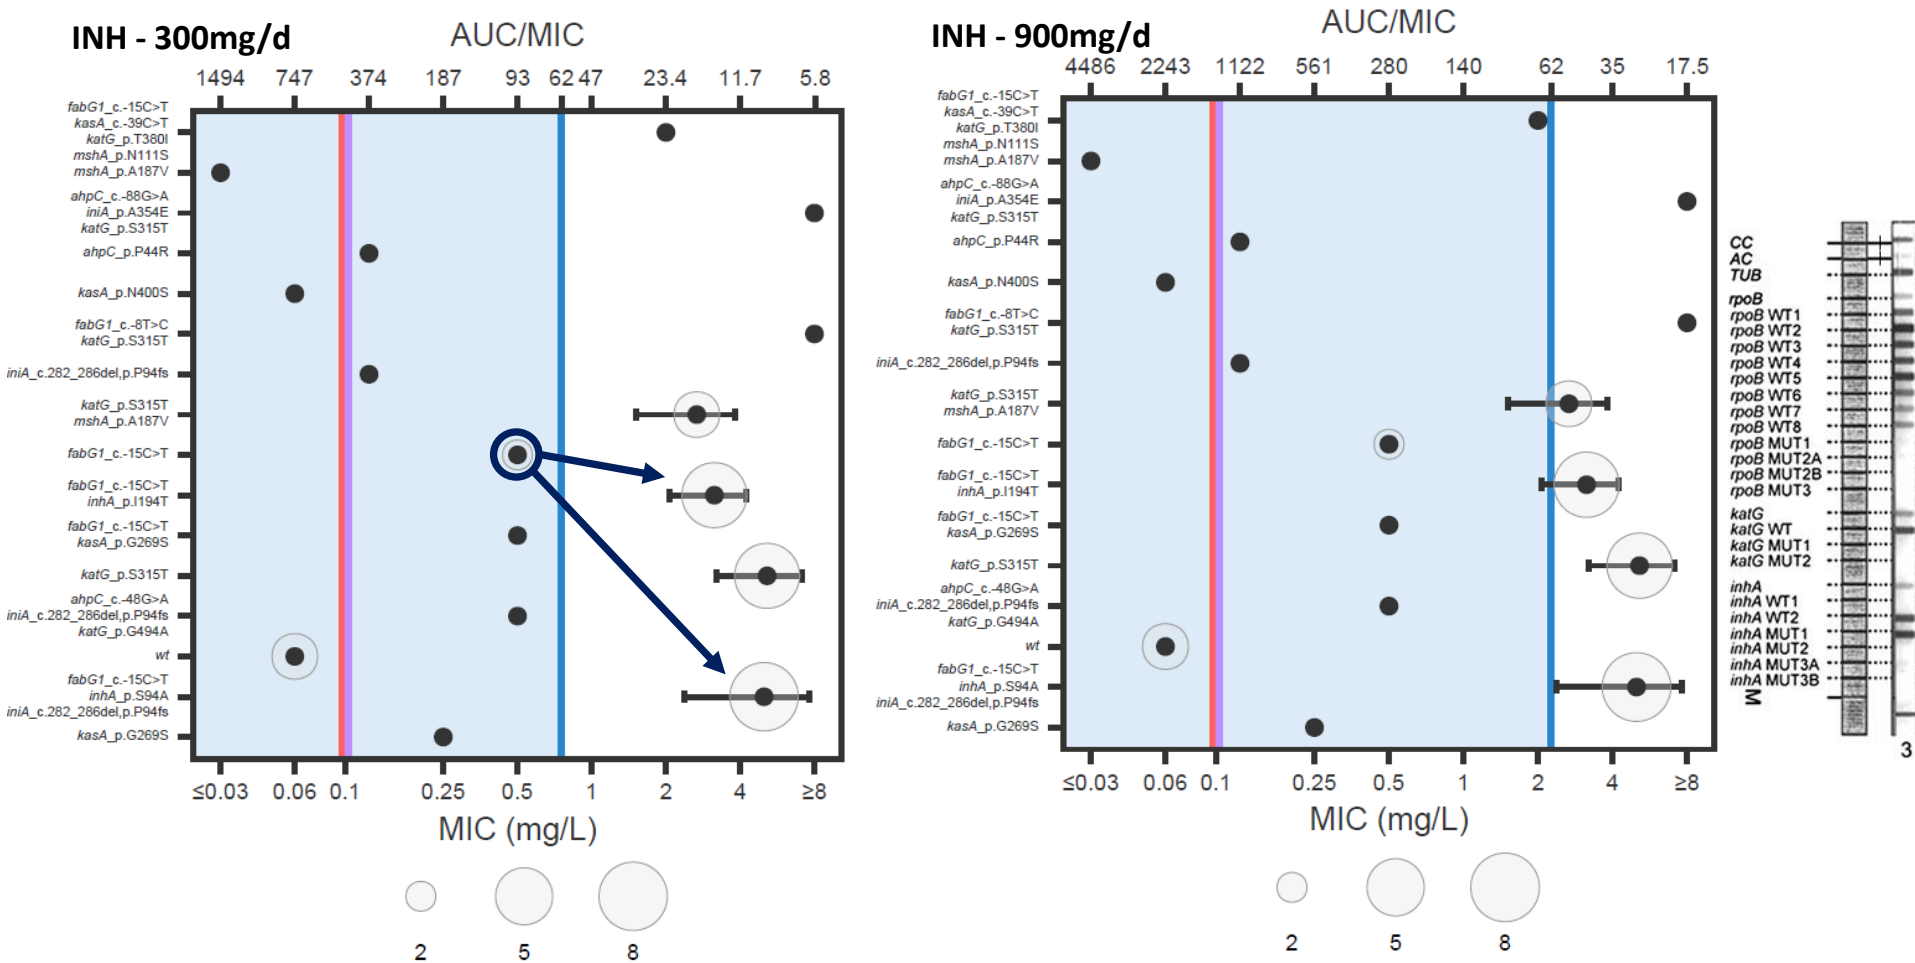 INH - 300mg/d
AUC/MIC
1494 747 374 187 93 62 47 23.4 11.7 5.8
fabG1_c.-15C>T
kasA_c.-39C>T
katG_p.T380I
mshA_p.N111S
mshA_p.A187V
ahpC_c.-88G>A
iniA_p.A354E
katG_p.S315T
ahpC_p.P44R
kasA_p.N400S
fabG1_c.-8T>C
katG_p.S315T
iniA_c.282_286del,p.P94fs
katG_p.S315T
mshA_p.A187V
fabG1_c.-15C>T
fabG1_c.-15C>T
inhA_p.I194T
fabG1_c.-15C>T
kasA_p.G269S
katG_p.S315T
ahpC_c.-48G>A
iniA_c.282_286del,p.P94fs
katG_p.G494A
wt
fabG1_c.-15C>T
inhA_p.S94A
iniA_c.282_286del,p.P94fs
kasA_p.G269S
≤0.03 0.06 0.1 0.25 0.5 1 2 4 ≥8
MIC (mg/L)
2 5 8
INH - 900mg/d
AUC/MIC
4486 2243 1122 561 280 140 62 35 17.5
fabG1_c.-15C>T
kasA_c.-39C>T
katG_p.T380I
mshA_p.N111S
mshA_p.A187V
ahpC_c.-88G>A
iniA_p.A354E
katG_p.S315T
ahpC_p.P44R
kasA_p.N400S
fabG1_c.-8T>C
katG_p.S315T
iniA_c.282_286del,p.P94fs
katG_p.S315T
mshA_p.A187V
fabG1_c.-15C>T
fabG1_c.-15C>T
inhA_p.I194T
fabG1_c.-15C>T
kasA_p.G269S
katG_p.S315T
ahpC_c.-48G>A
iniA_c.282_286del,p.P94fs
katG_p.G494A
wt
fabG1_c.-15C>T
inhA_p.S94A
iniA_c.282_286del,p.P94fs
kasA_p.G269S
≤0.03 0.06 0.1 0.25 0.5 1 2 4 ≥8
MIC (mg/L)
2 5 8
CC
AC
TUB
rpoB
rpoB WT1
rpoB WT2
rpoB WT3
rpoB WT4
rpoB WT5
rpoB WT6
rpoB WT7
rpoB WT8
rpoB MUT1
rpoB MUT2A
rpoB MUT2B
rpoB MUT3
katG
katG WT
katG MUT1
katG MUT2
inhA
inhA WT1
inhA WT2
inhA MUT1
inhA MUT2
inhA MUT3A
inhA MUT3B
M
3